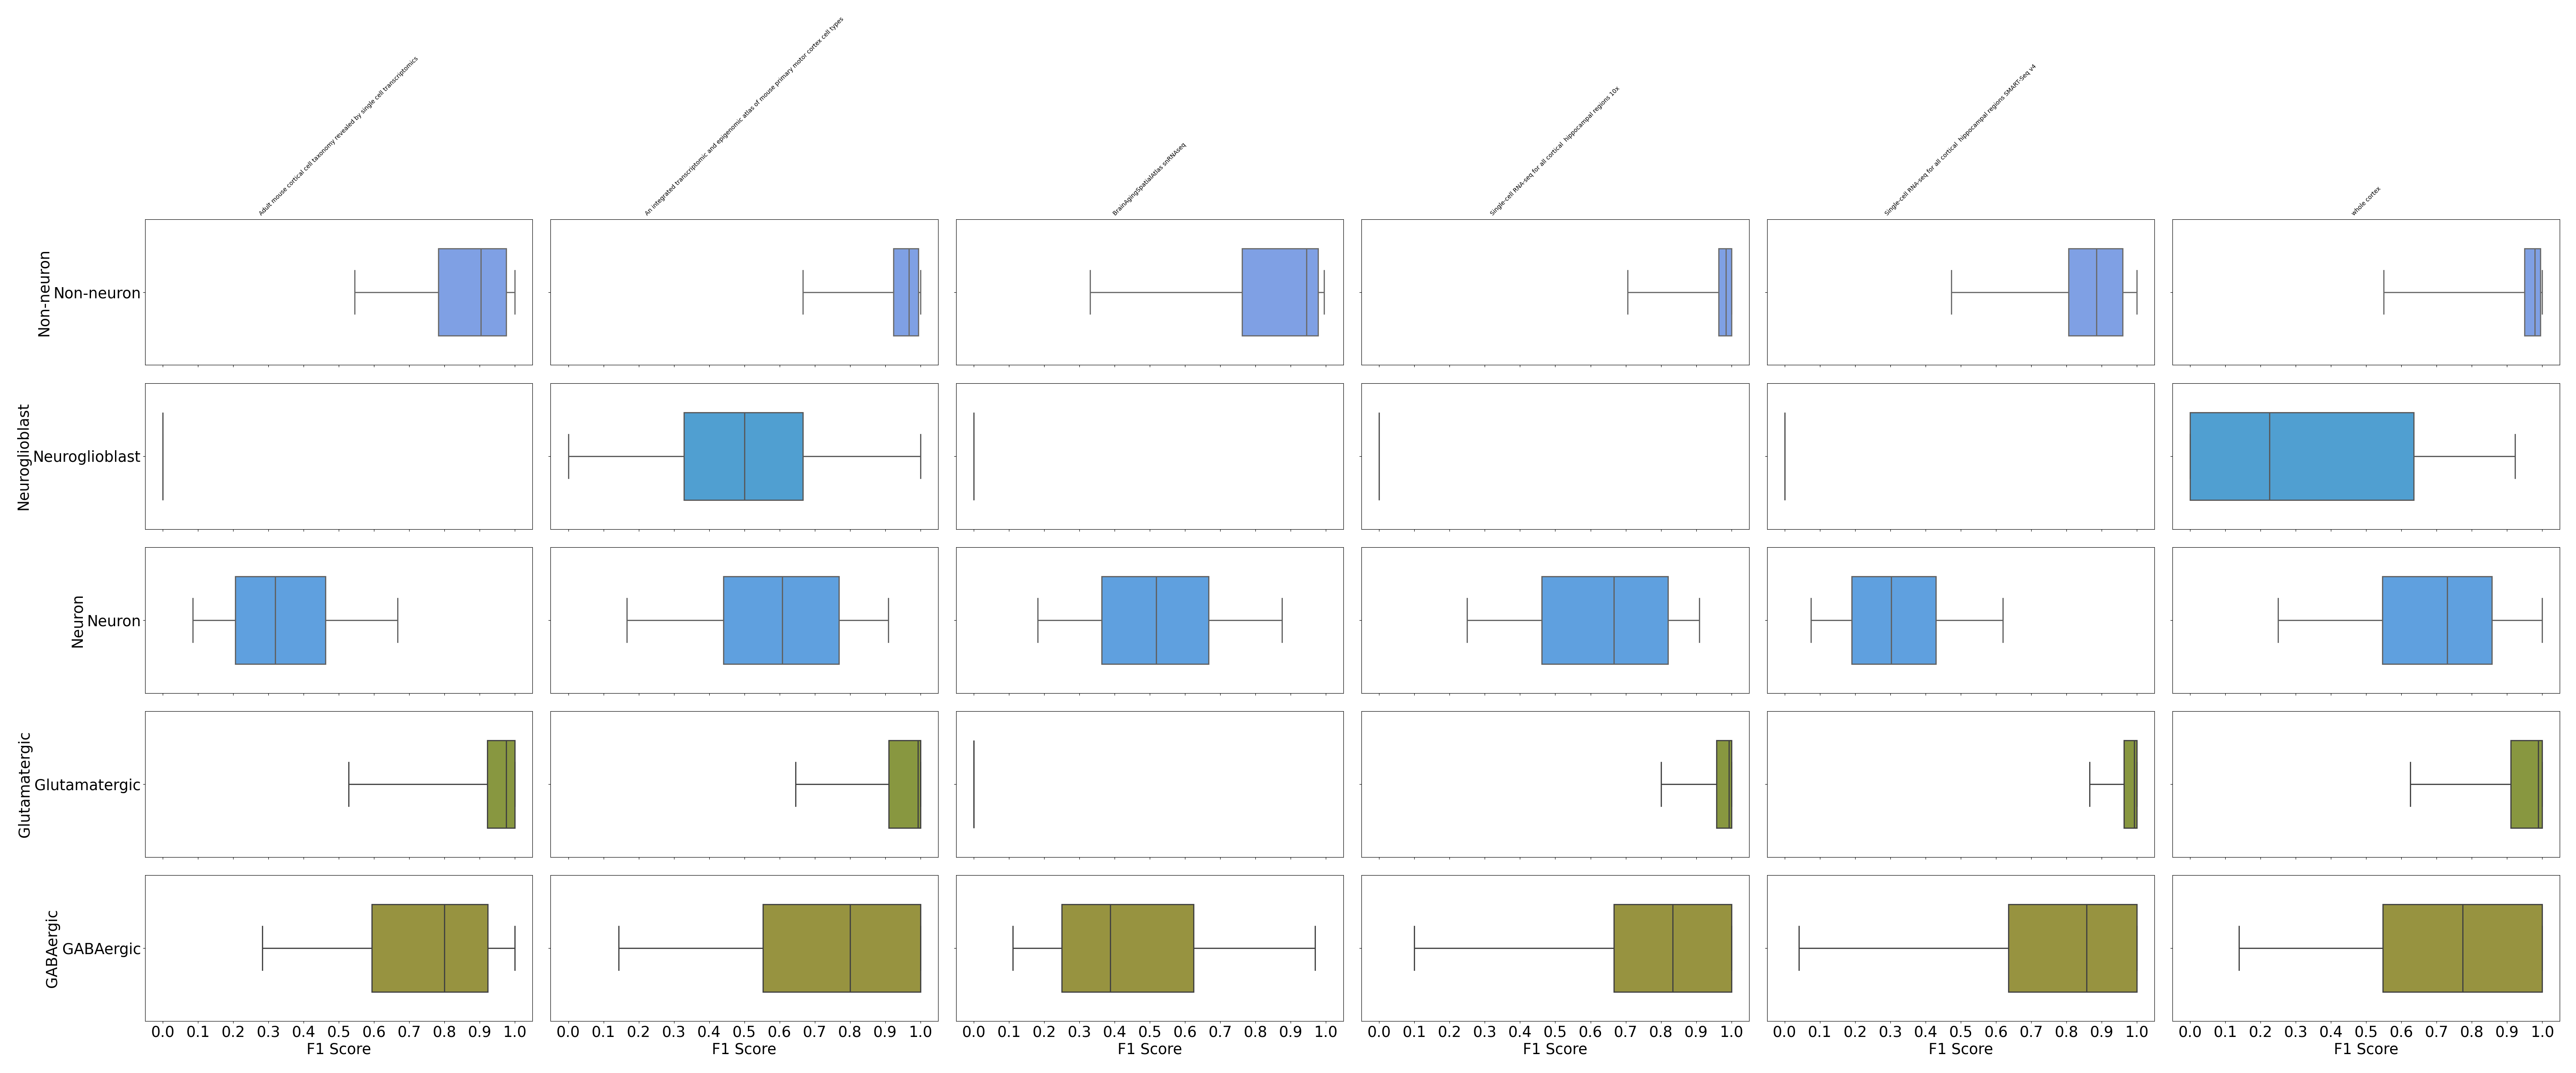 Adult mouse cortical cell taxonomy revealed by single cell transcriptomics
An integrated transcriptomic and epigenomic atlas of mouse primary motor cortex cell types
BrainAgingSpatialAtlas snRNAseq
Single-cell RNA-seq for all cortical  hippocampal regions 10x
Single-cell RNA-seq for all cortical  hippocampal regions SMART-Seq v4
whole cortex
Non-neuron
Non-neuron
Neuroglioblast
Neuroglioblast
Neuron
Neuron
Glutamatergic
Glutamatergic
GABAergic
GABAergic
0.0 0.1 0.2 0.3 0.4 0.5 0.6 0.7 0.8 0.9 1.0
F1 Score
0.0 0.1 0.2 0.3 0.4 0.5 0.6 0.7 0.8 0.9 1.0
F1 Score
0.0 0.1 0.2 0.3 0.4 0.5 0.6 0.7 0.8 0.9 1.0
F1 Score
0.0 0.1 0.2 0.3 0.4 0.5 0.6 0.7 0.8 0.9 1.0
F1 Score
0.0 0.1 0.2 0.3 0.4 0.5 0.6 0.7 0.8 0.9 1.0
F1 Score
0.0 0.1 0.2 0.3 0.4 0.5 0.6 0.7 0.8 0.9 1.0
F1 Score